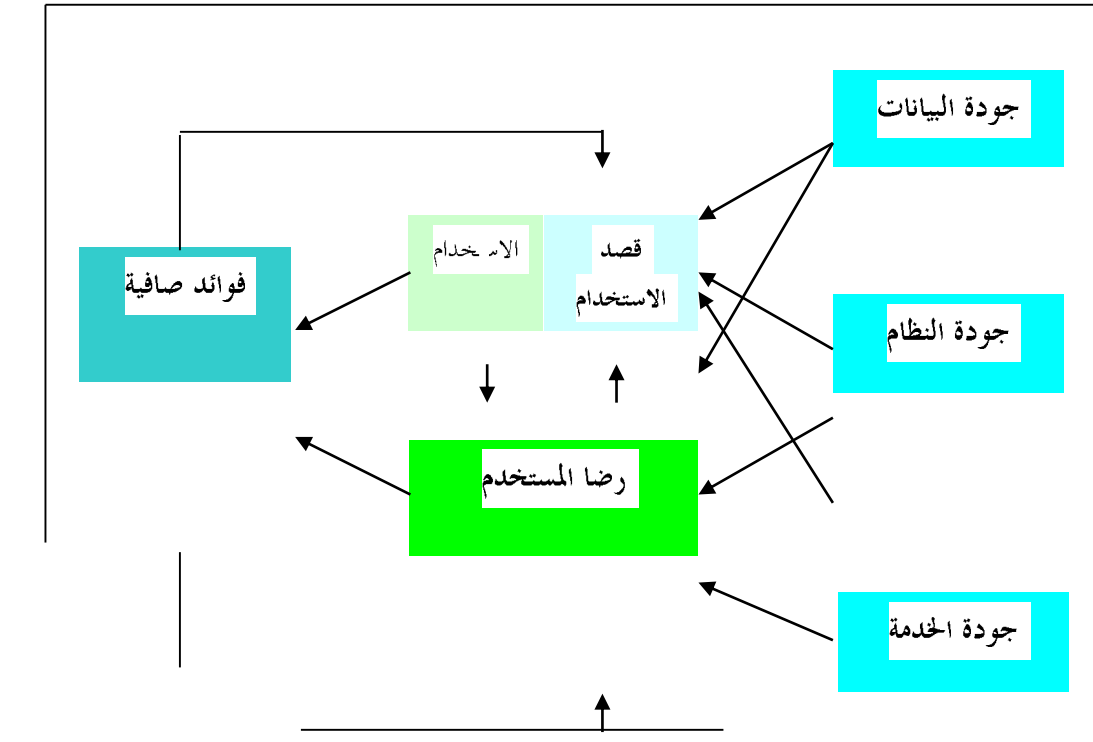 جودة البيانات
قصد
الاستخدام
فوائد صافية
جودة النظام
رضا المستخدم
جودة الخدمة